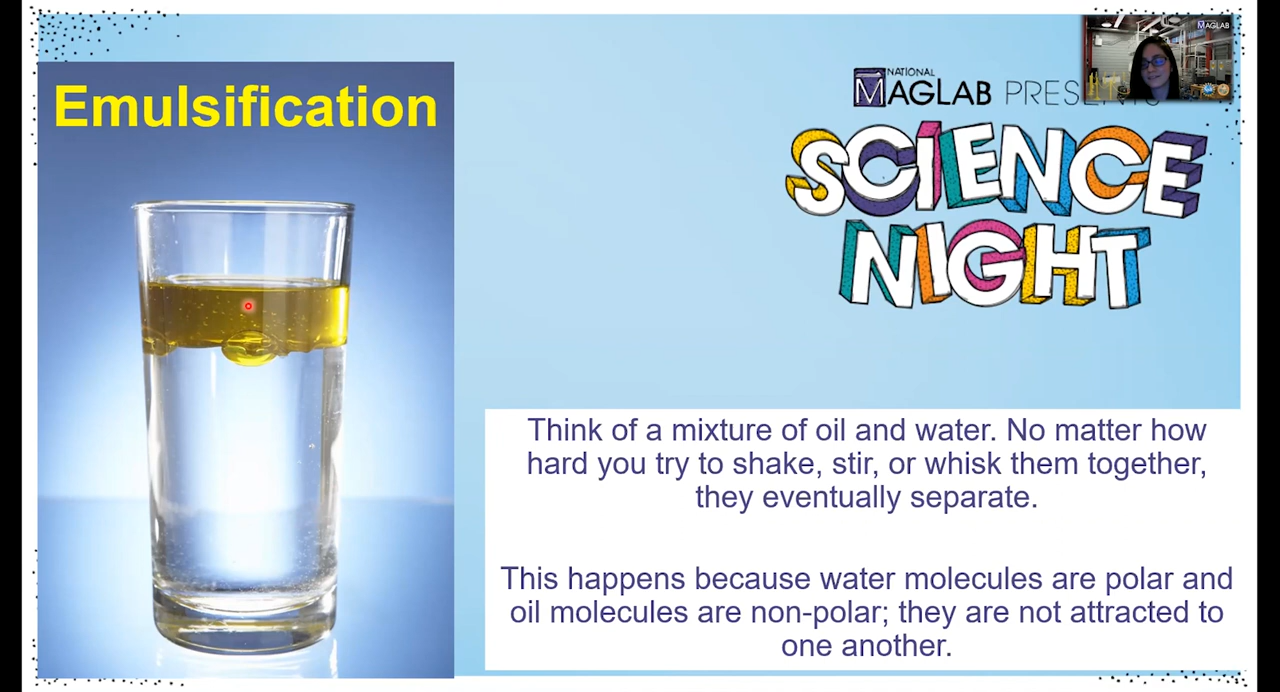 Emulsification
MAGLAB
NATIONAL
MAGLAB PRESENTS
SCIENCE
NIGHT
Think of a mixture of oil and water. No matter how
hard you try to shake, stir, or whisk them together,
they eventually separate.
This happens because water molecules are polar and
oil molecules are non-polar; they are not attracted to
one another.